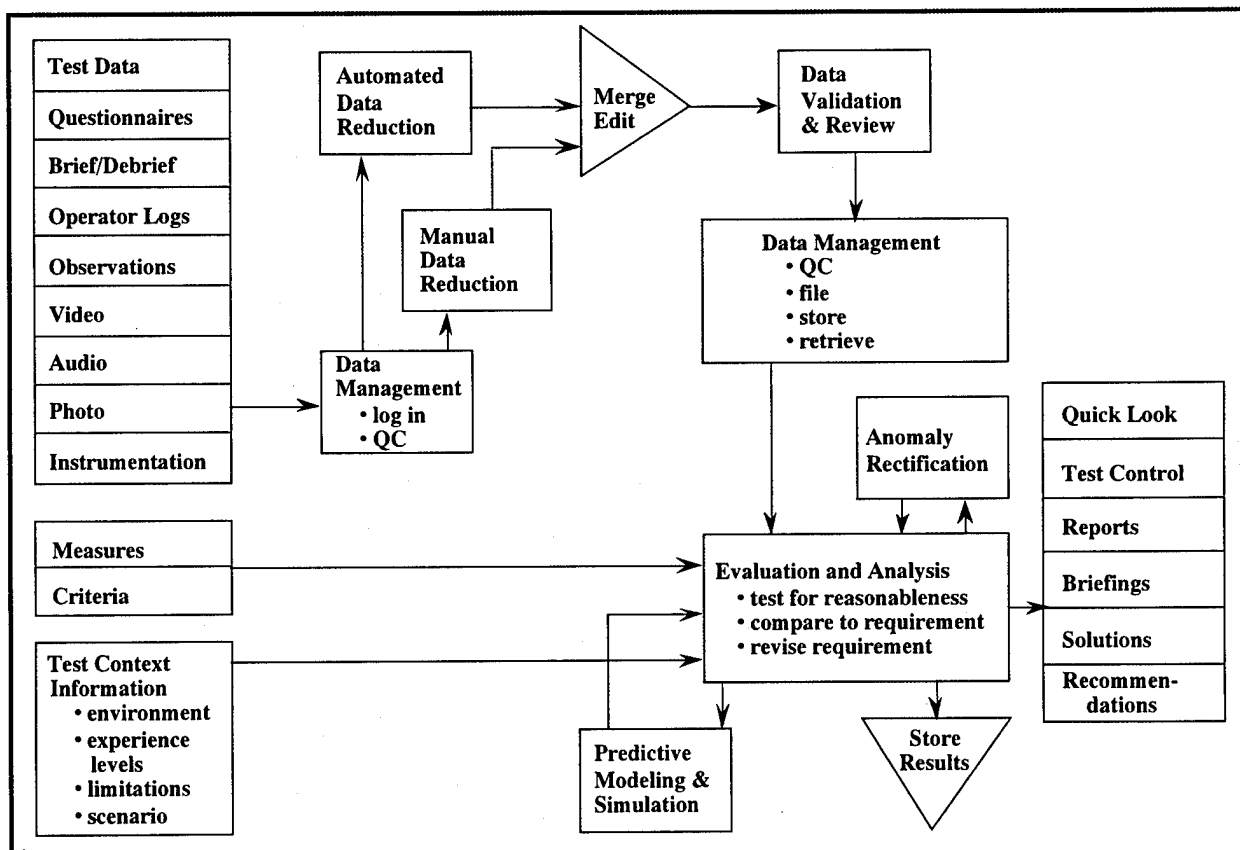 Test Data
Questionnaires
Brief/Debrief
Operator Logs
Observations
Video
Audio
Photo
Instrumentation
Automated
Data
Reduction
Manual
Data
Reduction
Data
Management
• log in
• QC
Merge
Edit
Data
Validation
& Review
Data Management
• QC
• file
• store
• retrieve
Anomaly
Rectification
Measures
Criteria
Test Context
Information
• environment
• experience
levels
• limitations
• scenario
Evaluation and Analysis
• test for reasonableness
• compare to requirement
• revise requirement
Predictive
Modeling &
Simulation
Store
Results
Quick Look
Test Control
Reports
Briefings
Solutions
Recommen-
dations